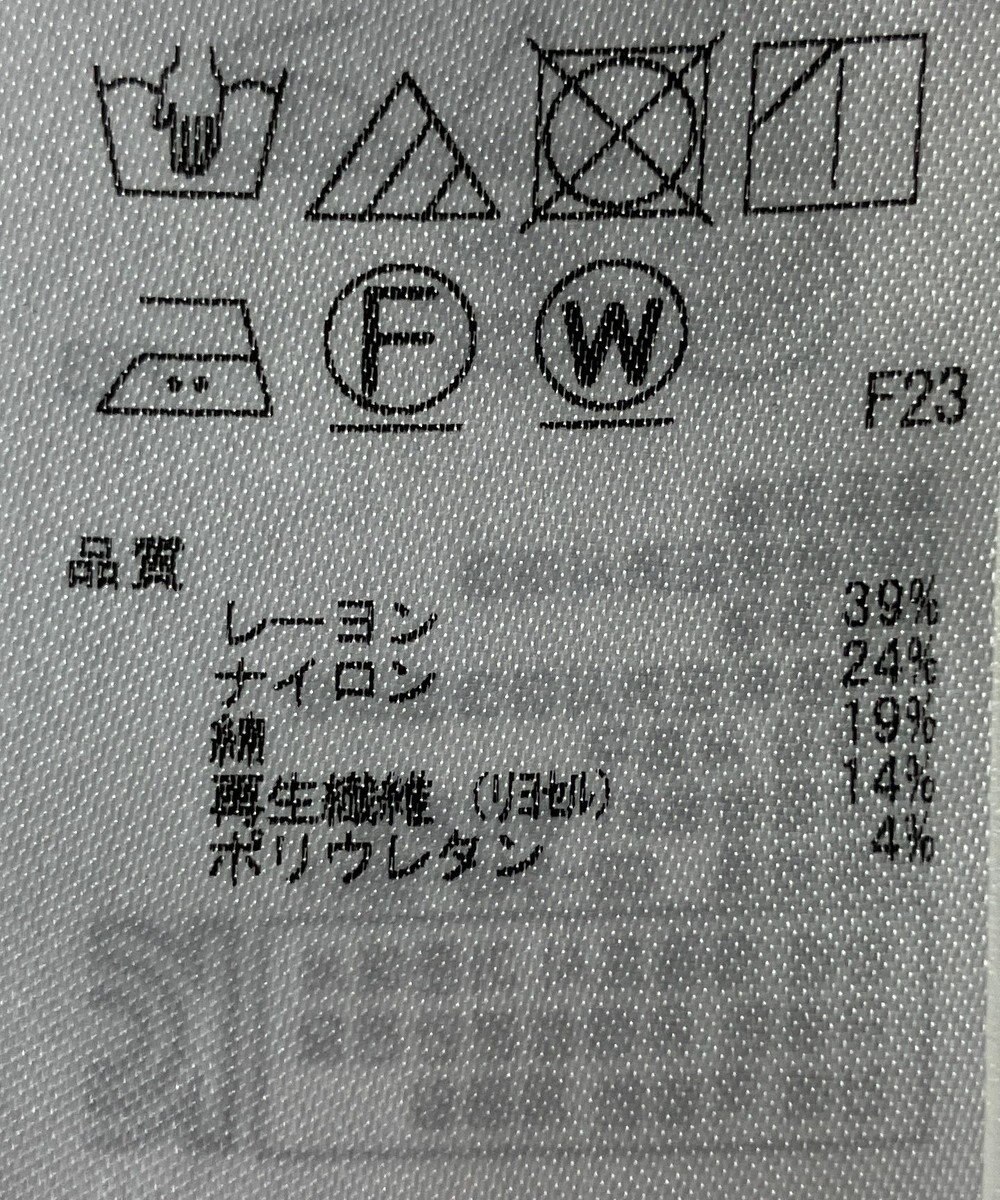 F W
F23
品質
レーヨン 39%
ナイロン 24%
綿 19%
再生繊維 (リヨセル) 14%
ポリウレタン 4%